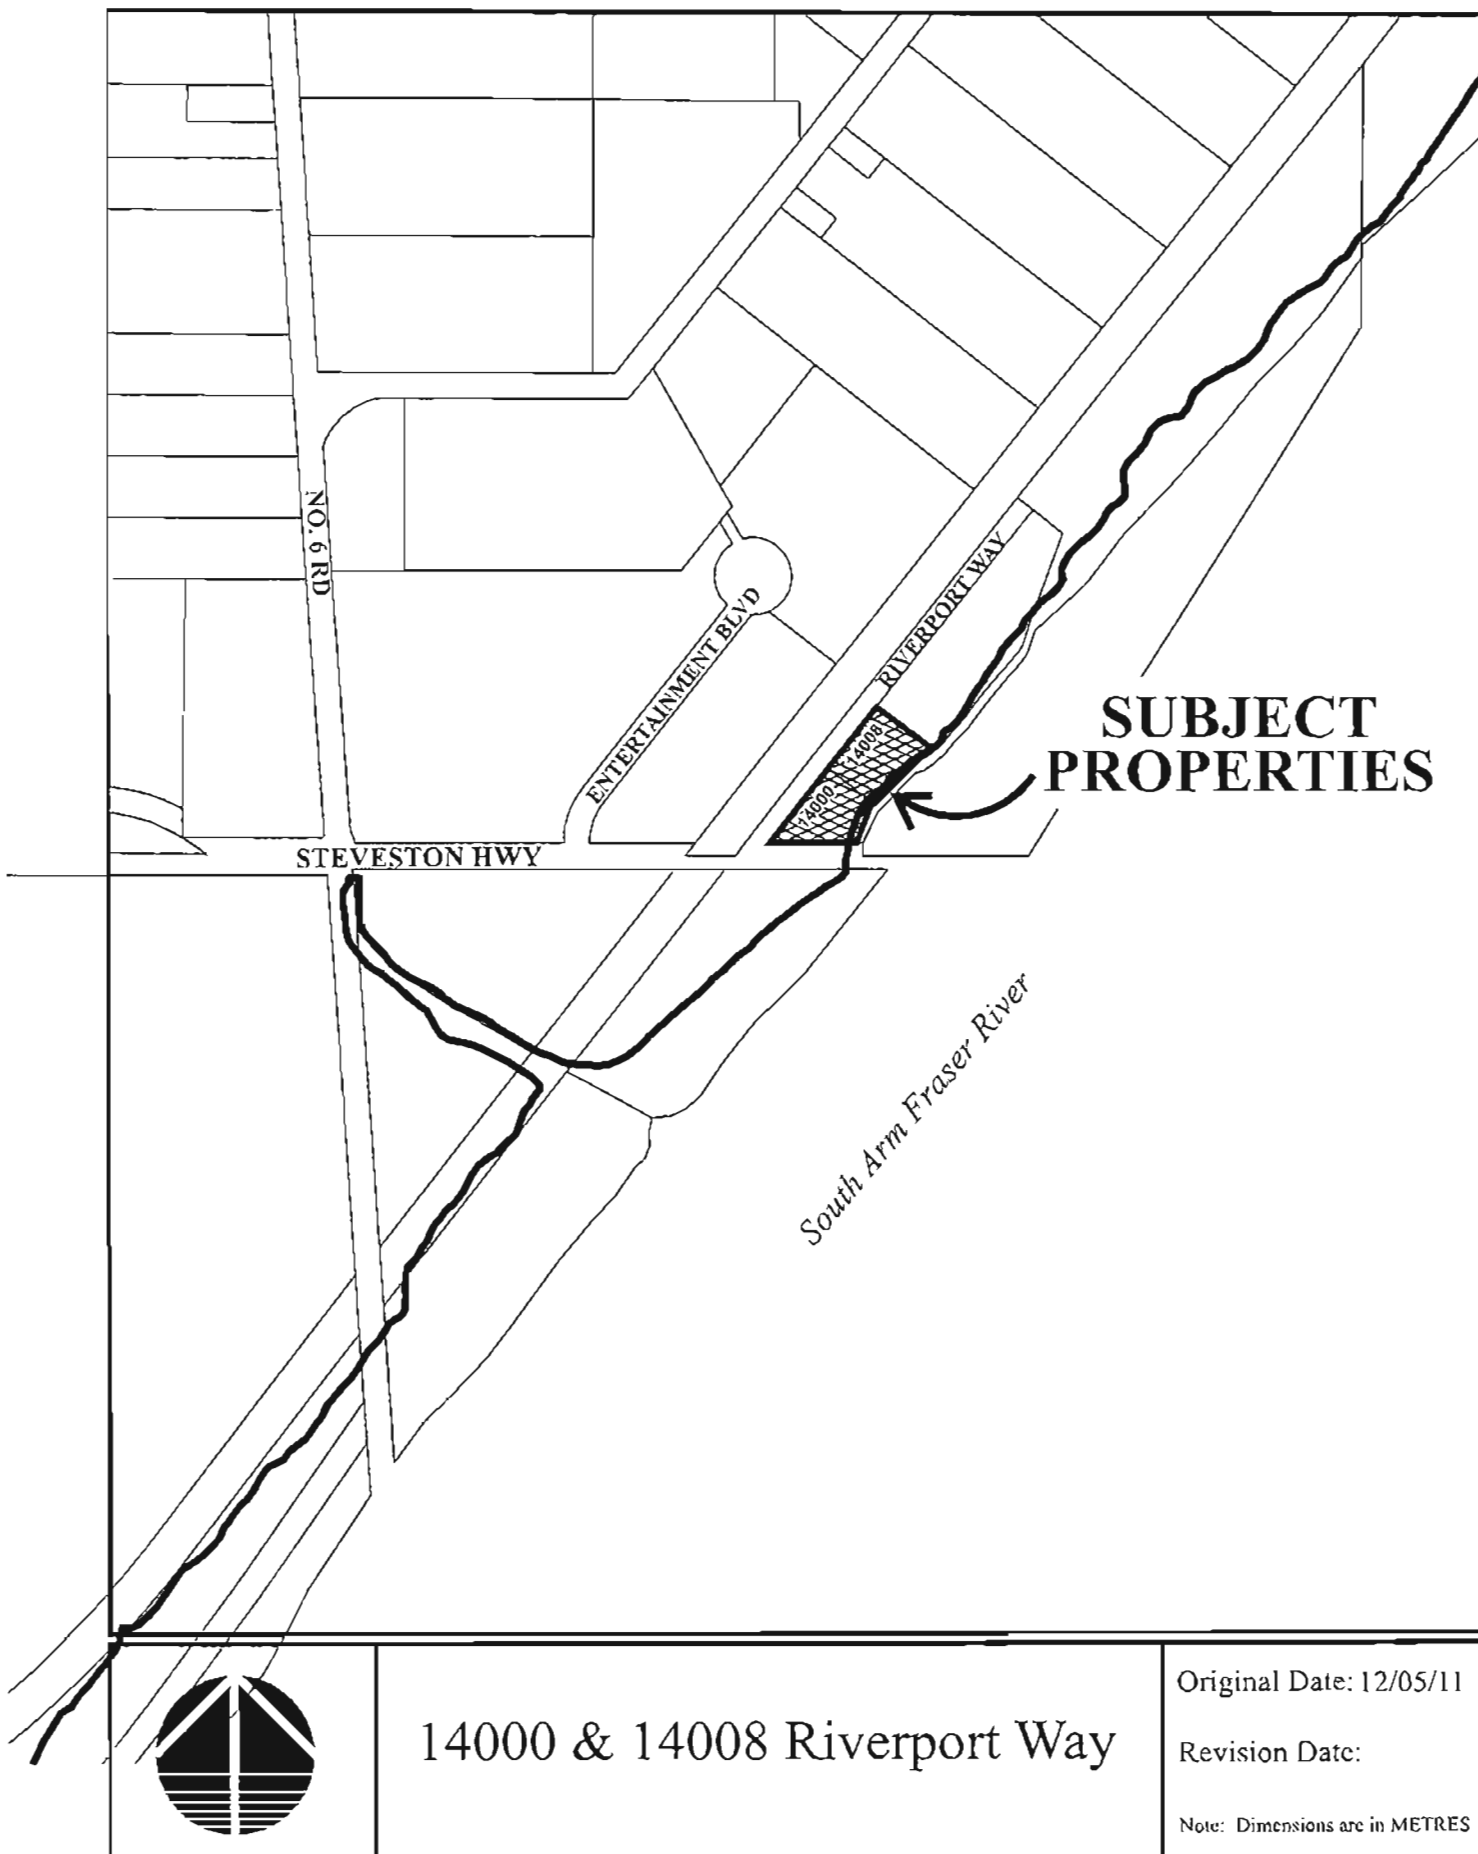 NO. 6 RD
RIVERPORT WAY
ENTERTAINMENT BLVD
14008
14000
SUBJECT
PROPERTIES
STEVESTON HWY
South Arm Fraser River
14000 & 14008 Riverport Way
Original Date: 12/05/11
Revision Date:
Note: Dimensions are in METRES